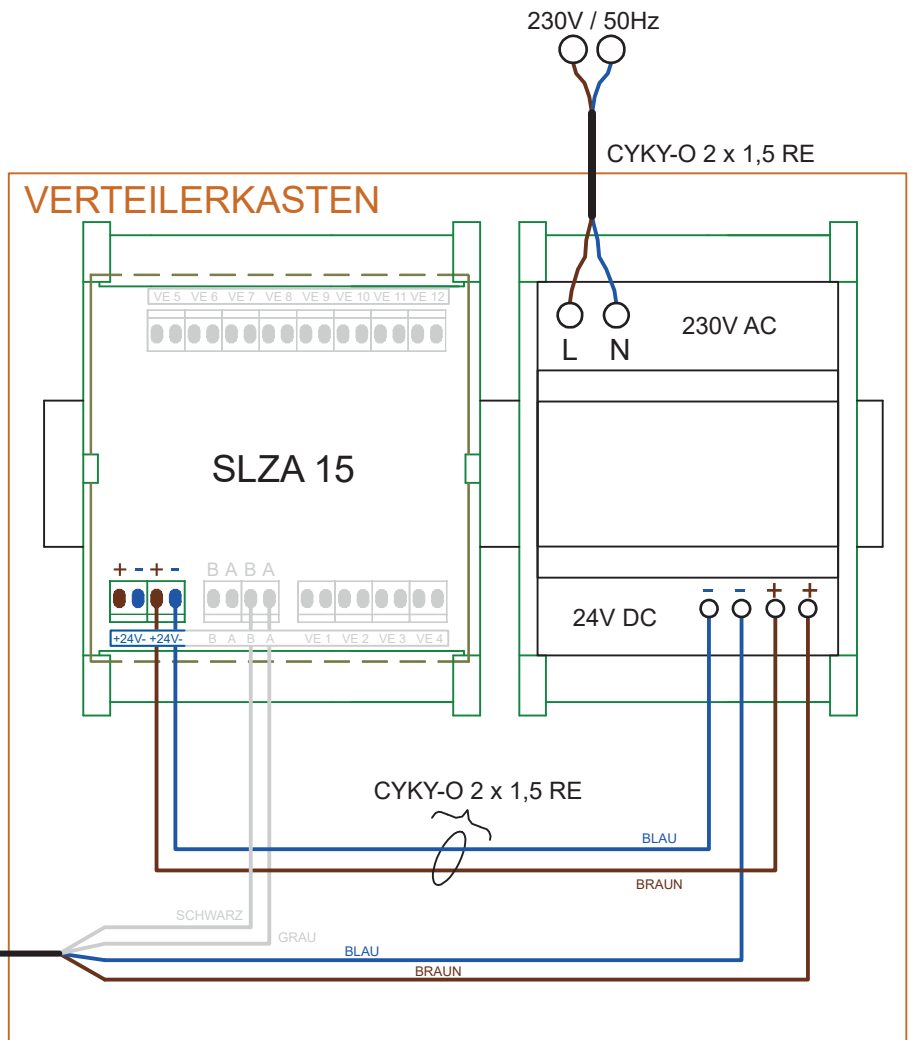 230V / 50Hz
CYKY-O 2 x 1,5 RE
VERTEILERKASTEN
VE 5 VE 6 VE 7 VE 8 VE 9 VE 10 VE 11 VE 12
230V AC
L N
SLZA 15
+ - + -
B A B A
+24V- +24V- B A B A VE 1 VE 2 VE 3 VE 4
24V DC
- - + +
CYKY-O 2 x 1,5 RE
BLAU
BRAUN
SCHWARZ
GRAU
BLAU
BRAUN